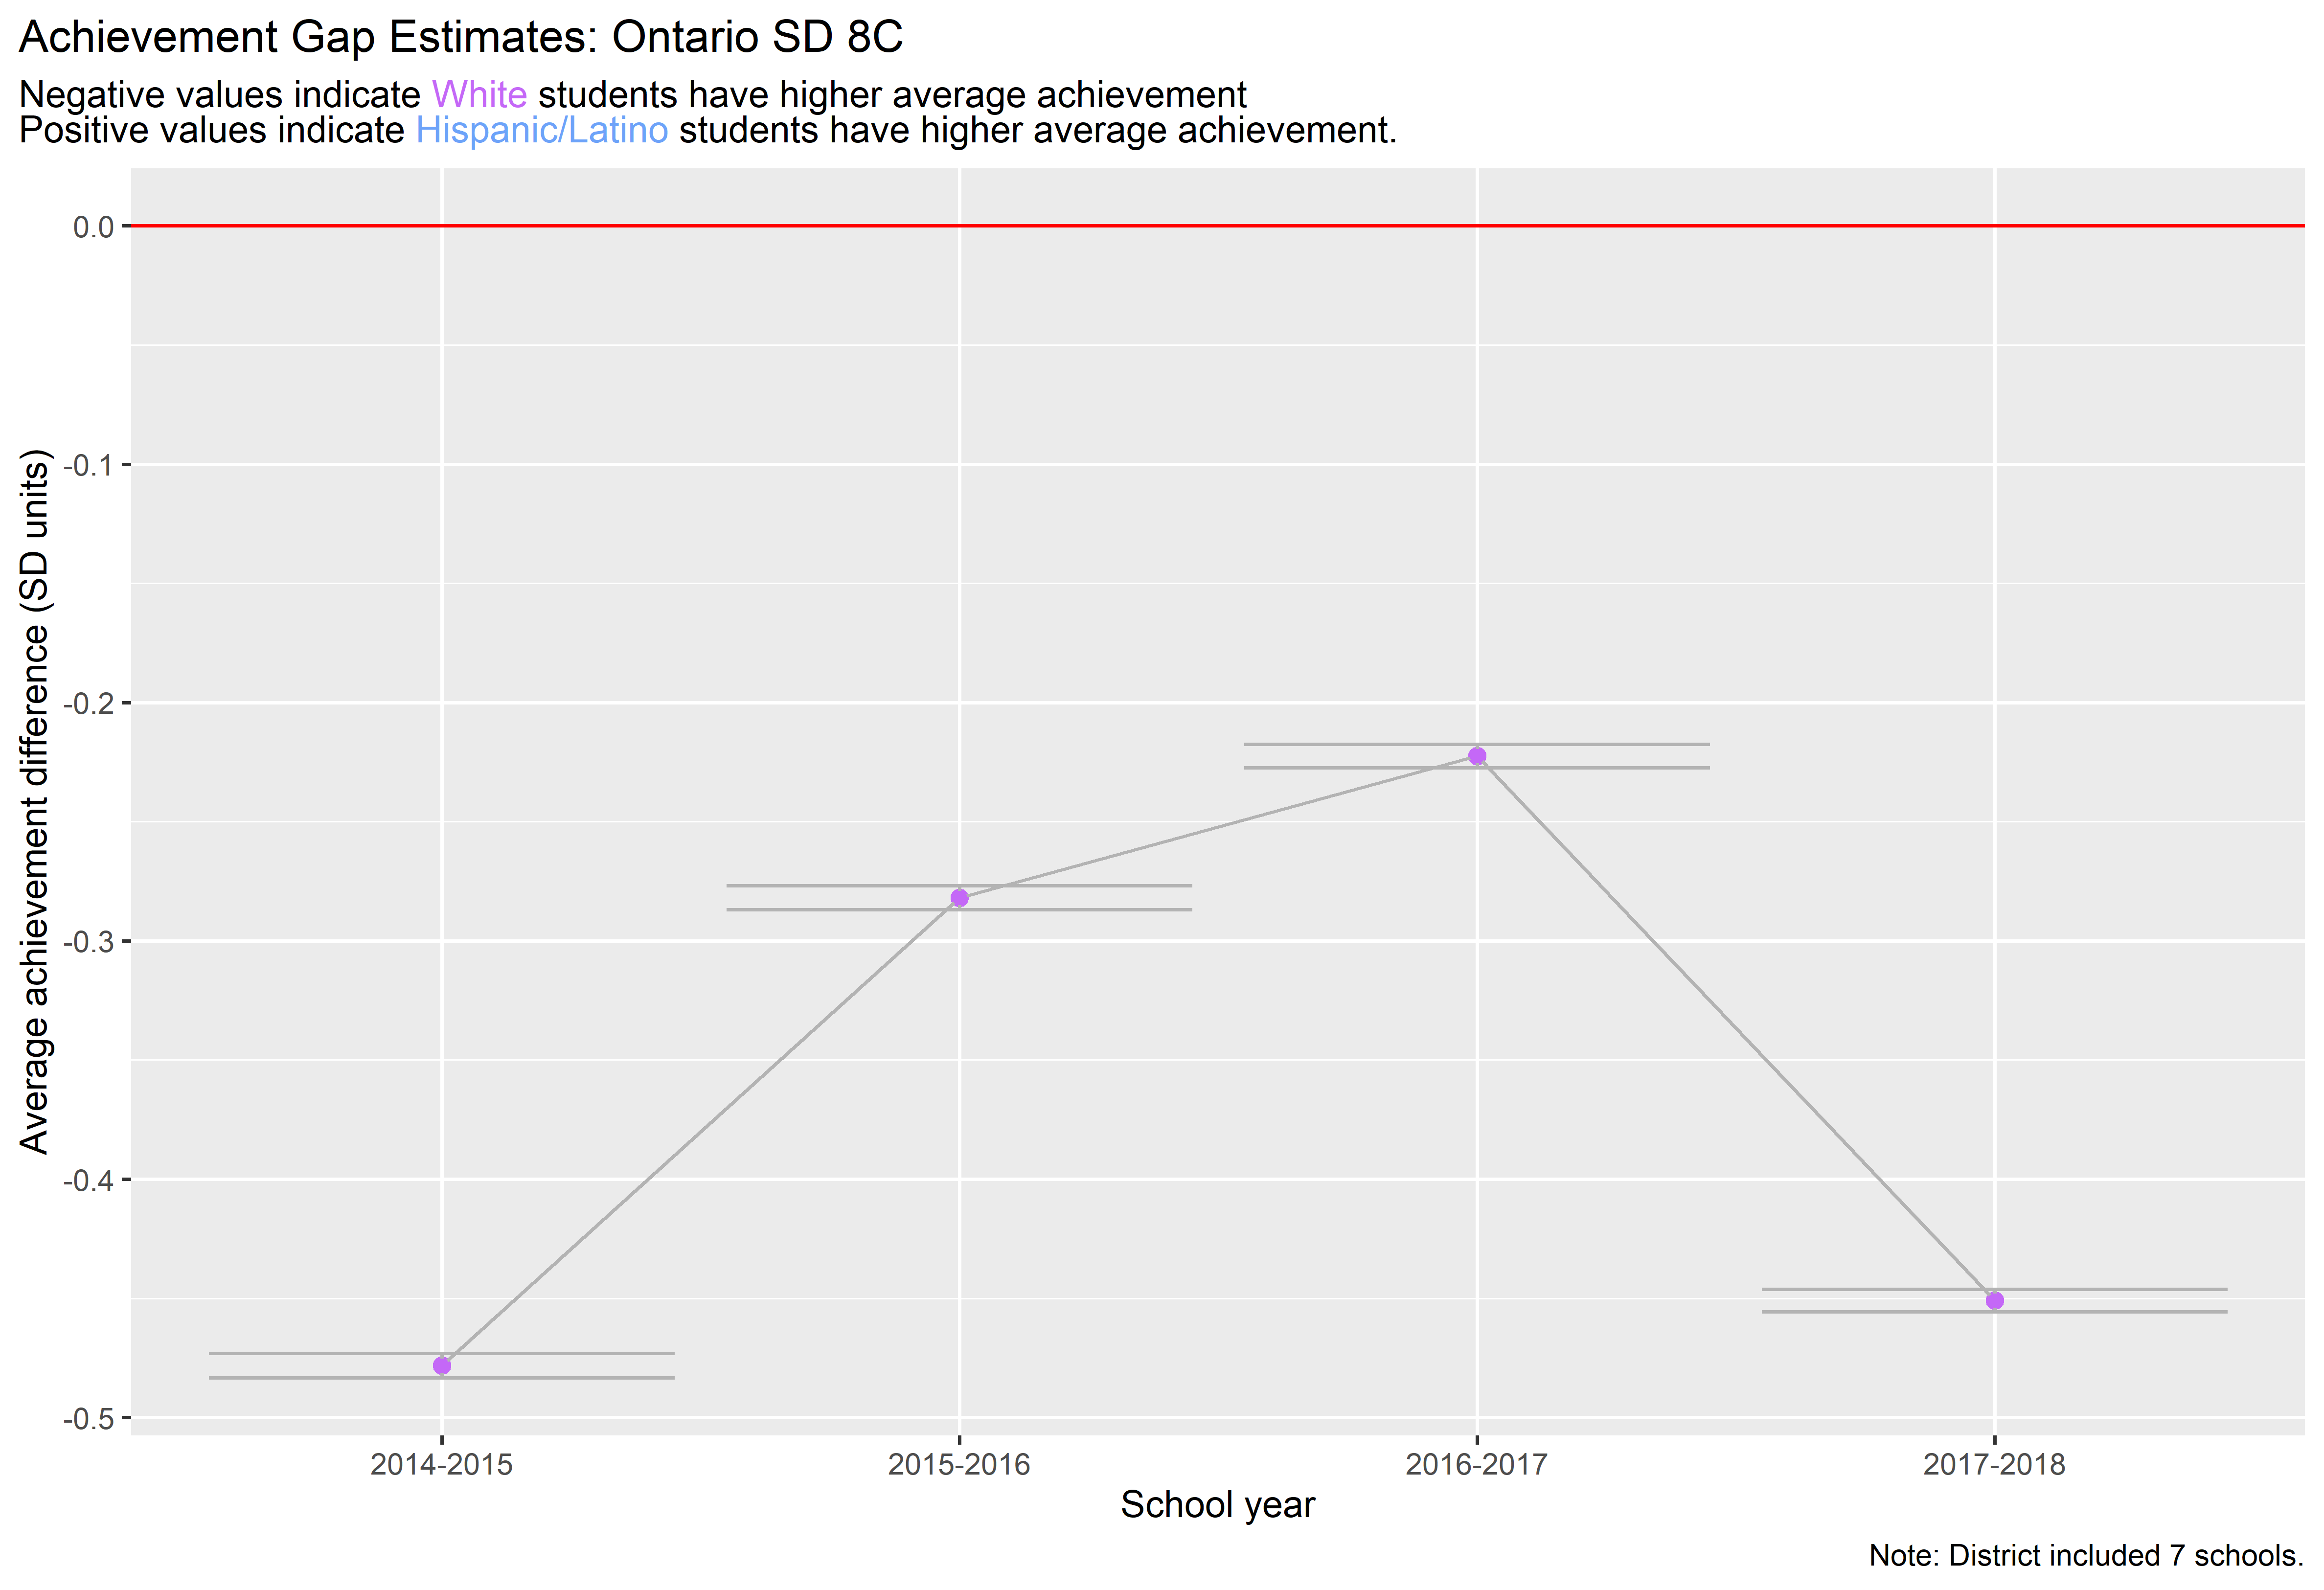 Achievement Gap Estimates: Ontario SD 8C
Negative values indicate White students have higher average achievement
Positive values indicate Hispanic/Latino students have higher average achievement.
Average achievement difference (SD units)
0.0
-0.1
-0.2
-0.3
-0.4
-0.5
2014-2015
2015-2016
2016-2017
2017-2018
School year
Note: District included 7 schools.